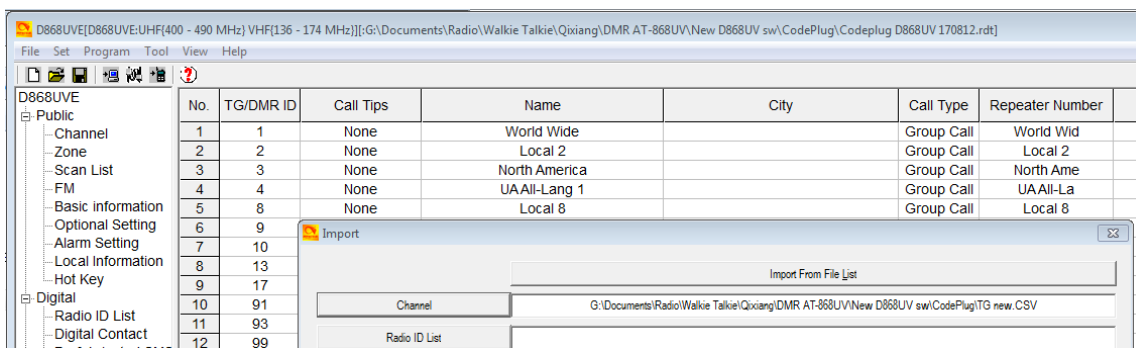 D868UVE[D868UVE:UHF{400 - 490 MHz} VHF{136 - 174 MHz}][:G:\Documents\Radio\Walkie Talkie\Qixiang\DMR AT-868UV\New D868UV sw\CodePlug\Codeplug D868UV 170812.rdt]
File Set Program Tool View Help
D868UVE
Public
Channel
Zone
Scan List
FM
Basic information
Optional Setting
Alarm Setting
Local Information
Hot Key
Digital
Radio ID List
Digital Contact
No. TG/DMR ID Call Tips Name City Call Type Repeater Number
1 1 None World Wide Group Call World Wid
2 2 None Local 2 Group Call Local 2
3 3 None North America Group Call North Ame
4 4 None UA All-Lang 1 Group Call UA All-La
5 8 None Local 8 Group Call Local 8
6 9
7 10
8 13
9 17
10 91
11 93
12 99
Import
Import From File List
Channel G:\Documents\Radio\Walkie Talkie\Qixiang\DMR AT-868UV\New D868UV sw\CodePlug\TG new.CSV
Radio ID List